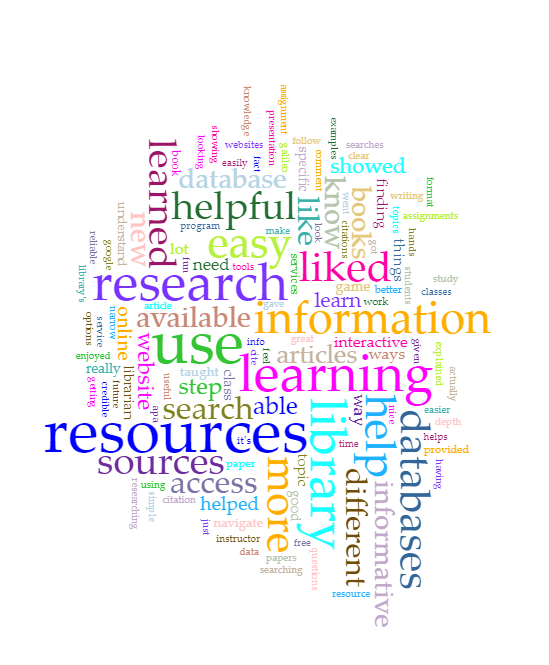 knowledge
assignment
presentation
showing
looking
websites
galileo
follow
examples
searches
easily
fact
comment
clear
specific
showed
learned
book
database
know
went
citations
books
got
finding
writing
format
helpful
like
look
topics
assignments
understand
new
program
make
hands
things
lot
easy
reliable
google
fun
need
tools
services
liked
game
better
students
study
classes
library's
research
learn
work
article
gave
options
service
narrow
online
available
information
use
info
great
interactive
given
explained
actually
website
site
feel
articles
ways
enjoyed
really
taught
getting
credible
future
librarian
apa
useful
step
class
learning
search
able
way
nice
easier
depth
resources
it's
library
time
help
databases
helps
provided
having
sources
paper
topic
more
using
access
different
informative
researching
simple
citation
helped
good
just
navigate
instructor
free
data
papers
searching
questions
resource